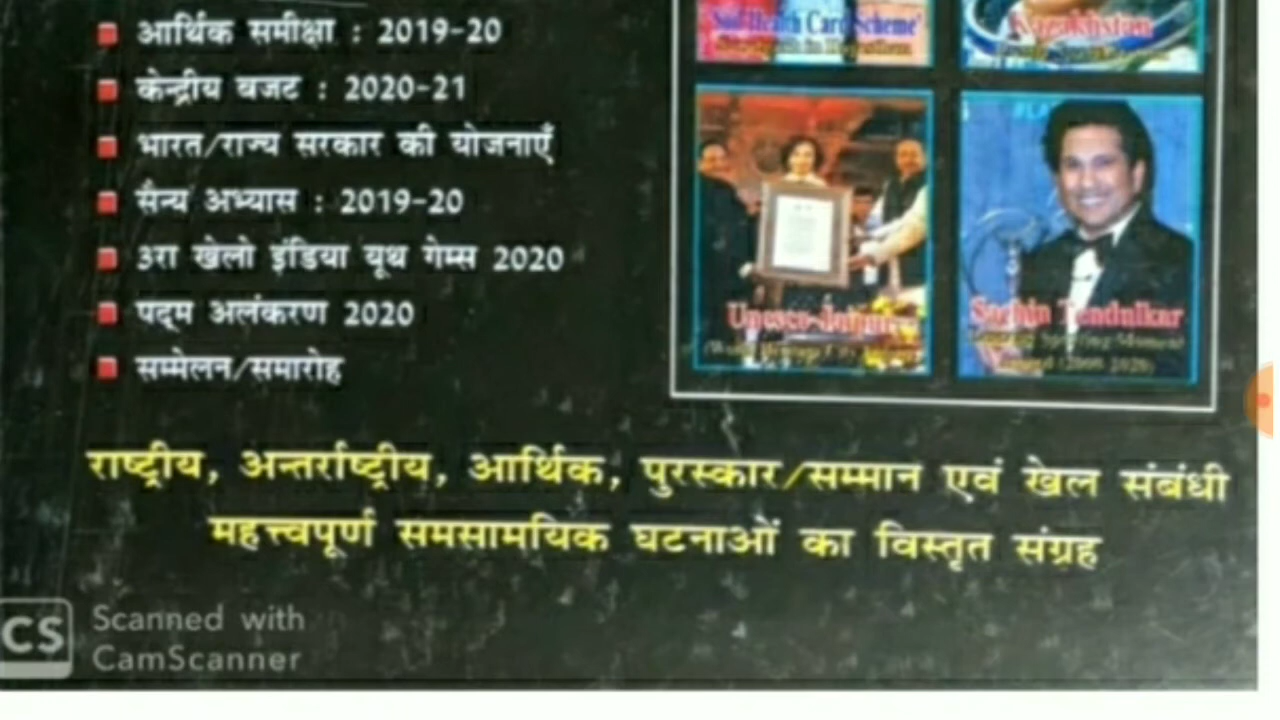 आर्थिक समीक्षा : 2019-20
केन्द्रीय बजट : 2020-21
भारत/राज्य सरकार की योजनाएँ
सैन्य अभ्यास : 2019-20
3रा खेलो इंडिया यूथ गेम्स 2020
पद्म अलंकरण 2020
सम्मेलन/समारोह
Health Card Scheme'
Kazakhstan
Unesco-Jaipur
Sachin Tendulkar
राष्ट्रीय, अन्तर्राष्ट्रीय, आर्थिक, पुरस्कार/सम्मान एवं खेल संबंधी
महत्त्वपूर्ण समसामयिक घटनाओं का विस्तृत संग्रह
CS
Scanned with
CamScanner